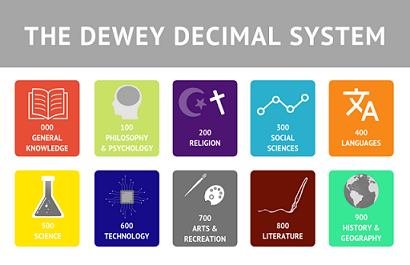 THE DEWEY DECIMAL SYSTEM
000
GENERAL
KNOWLEDGE
100
PHILOSOPHY
& PSYCHOLOGY
200
RELIGION
300
SOCIAL
SCIENCES
400
LANGUAGES
500
SCIENCE
600
TECHNOLOGY
700
ARTS &
RECREATION
800
LITERATURE
900
HISTORY &
GEOGRAPHY